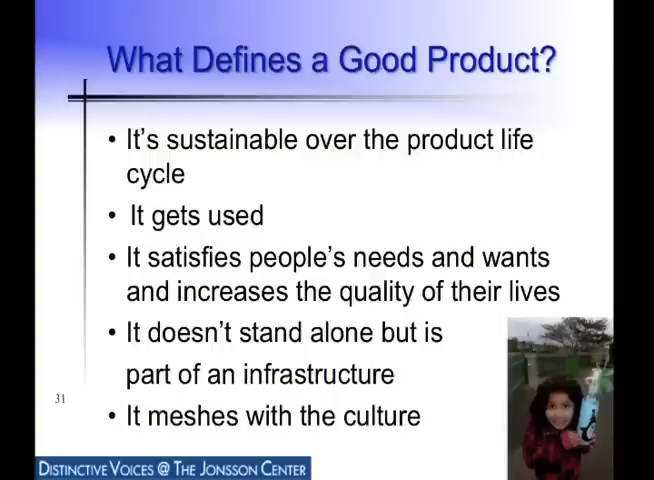 What Defines a Good Product?
• It's sustainable over the product life
cycle
• It gets used
• It satisfies people's needs and wants
and increases the quality of their lives
• It doesn't stand alone but is
part of an infrastructure
• It meshes with the culture
31
DISTINCTIVE VOICES @ THE JONSSON CENTER